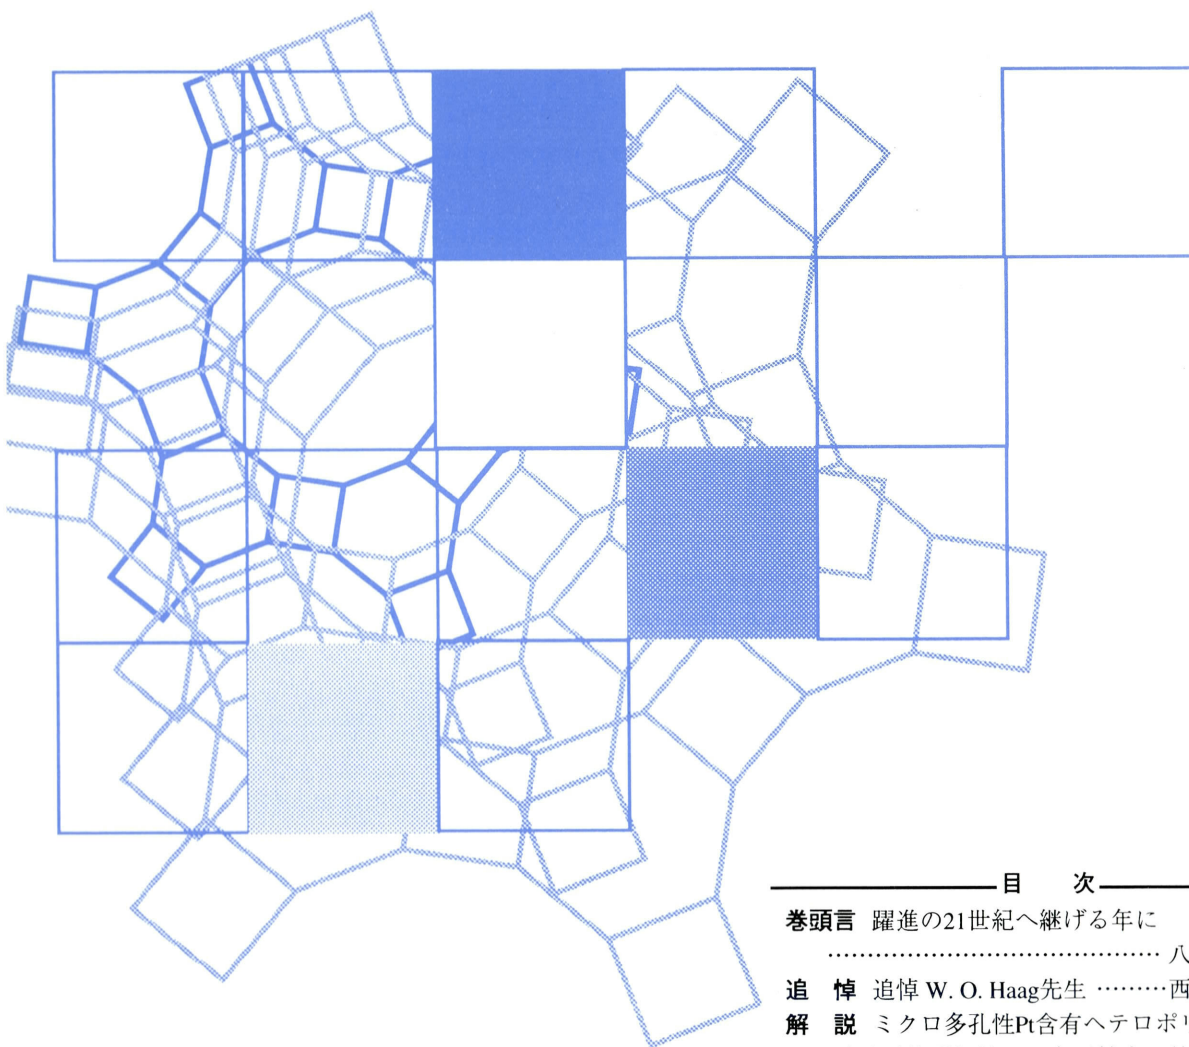 目 次
巻頭言 躍進の21世紀へ継げる年に
……………………………………… 八
追 悼 追悼 W. O. Haag先生 ………西
解 説 ミクロ多孔性Pt含有ヘテロポリ